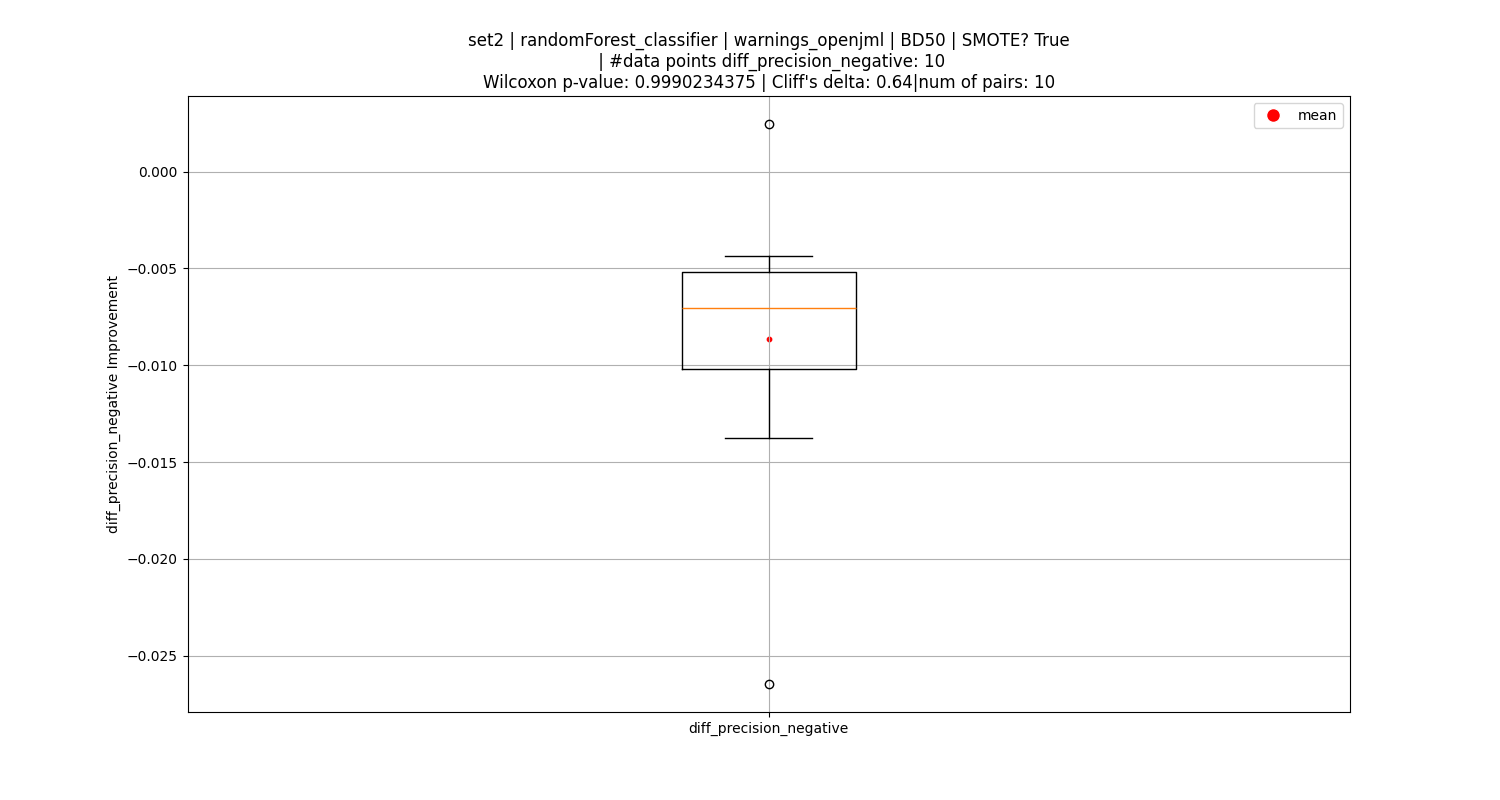 set2 | randomForest_classifier | warnings_openjml | BD50 | SMOTE? True
| #data points diff_precision_negative: 10
Wilcoxon p-value: 0.9990234375 | Cliff's delta: 0.64|num of pairs: 10
mean
0.000
−0.005
−0.010
−0.015
−0.020
−0.025
diff_precision_negative Improvement
diff_precision_negative